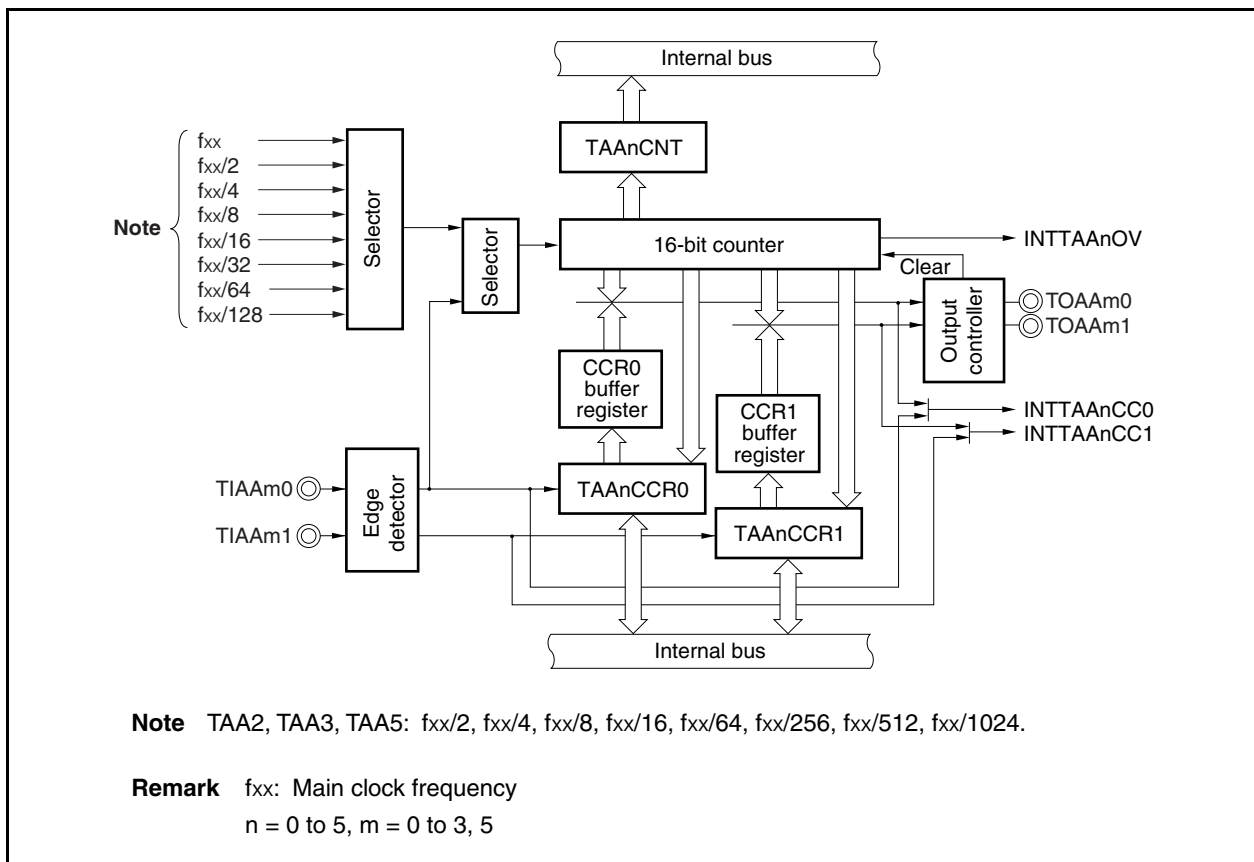 Internal bus
TAAnCNT
Note
fxx
fxx/2
fxx/4
fxx/8
fxx/16
fxx/32
fxx/64
fxx/128
Selector
Selector
16-bit counter
INTTAAnOV
Clear
Output
controller
TOAAm0
TOAAm1
CCR0
buffer
register
CCR1
buffer
register
INTTAAnCC0
INTTAAnCC1
TIAAm0
TIAAm1
Edge
detector
TAAnCCR0
TAAnCCR1
Internal bus
Note TAA2, TAA3, TAA5: fxx/2, fxx/4, fxx/8, fxx/16, fxx/64, fxx/256, fxx/512, fxx/1024.
Remark fxx: Main clock frequency
n = 0 to 5, m = 0 to 3, 5